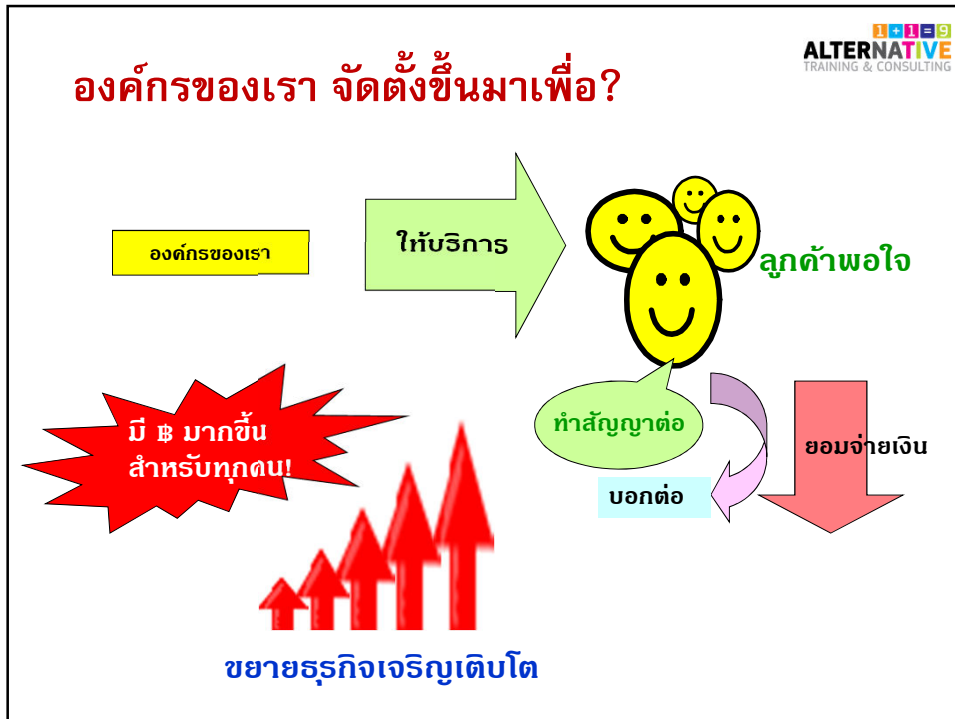 1+1=9
ALTERNATIVE
TRAINING & CONSULTING
องค์กรของเรา จัดตั้งขึ้นมาเพื่อ?
องค์กรของเรา
ให้บริการ
ลูกค้าพอใจ
ทำสัญญาต่อ
ยอมจ่ายเงิน
บอกต่อ
มี ฿ มากขึ้น
สำหรับทุกคน!
ขยายธุรกิจเจริญเติบโต